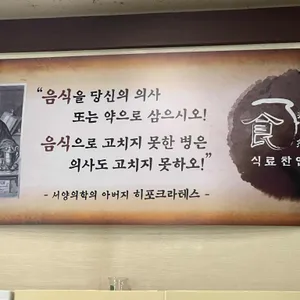 “음식을 당신의 의사
또는 약으로 삼으시오!
음식으로 고치지 못한 병은
의사도 고치지 못하오!”
- 서양의학의 아버지 히포크라테스 -
食
식료찬